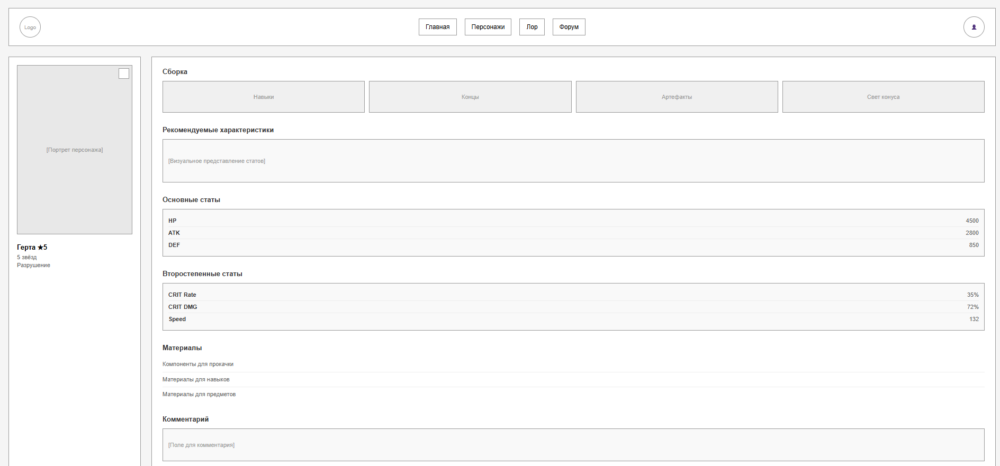 Logo
Главная
Персонажи
Лор
Форум
[Портрет персонажа]
Герта ★5
5 звёзд
Разрушение
Сборка
Навыки
Концы
Артефакты
Свет конуса
Рекомендуемые характеристики
[Визуальное представление статов]
Основные статы
HP 4500
ATK 2800
DEF 850
Второстепенные статы
CRIT Rate 35%
CRIT DMG 72%
Speed 132
Материалы
Компоненты для прокачки
Материалы для навыков
Материалы для предметов
Комментарий
[Поле для комментария]